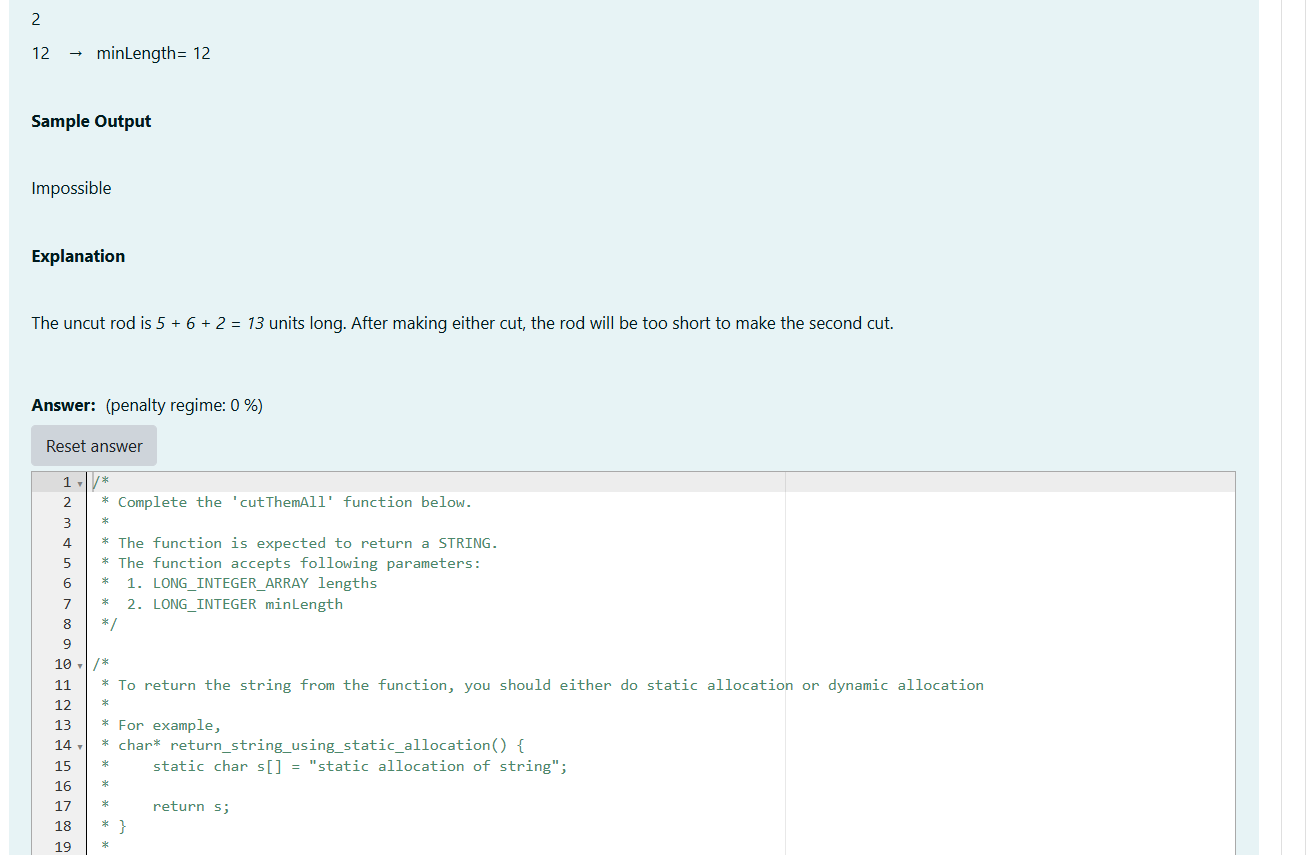 2
12 → minLength= 12
Sample Output
Impossible
Explanation
The uncut rod is 5 + 6 + 2 = 13 units long. After making either cut, the rod will be too short to make the second cut.
Answer: (penalty regime: 0 %)
Reset answer
1 /*
2  * Complete the 'cutThemAll' function below.
3  *
4  * The function is expected to return a STRING.
5  * The function accepts following parameters:
6  *  1. LONG_INTEGER_ARRAY lengths
7  *  2. LONG_INTEGER minLength
8  */
9
10 /*
11  * To return the string from the function, you should either do static allocation or dynamic allocation
12  *
13  * For example,
14  * char* return_string_using_static_allocation() {
15  *     static char s[] = "static allocation of string";
16  *
17  *     return s;
18  * }
19  *